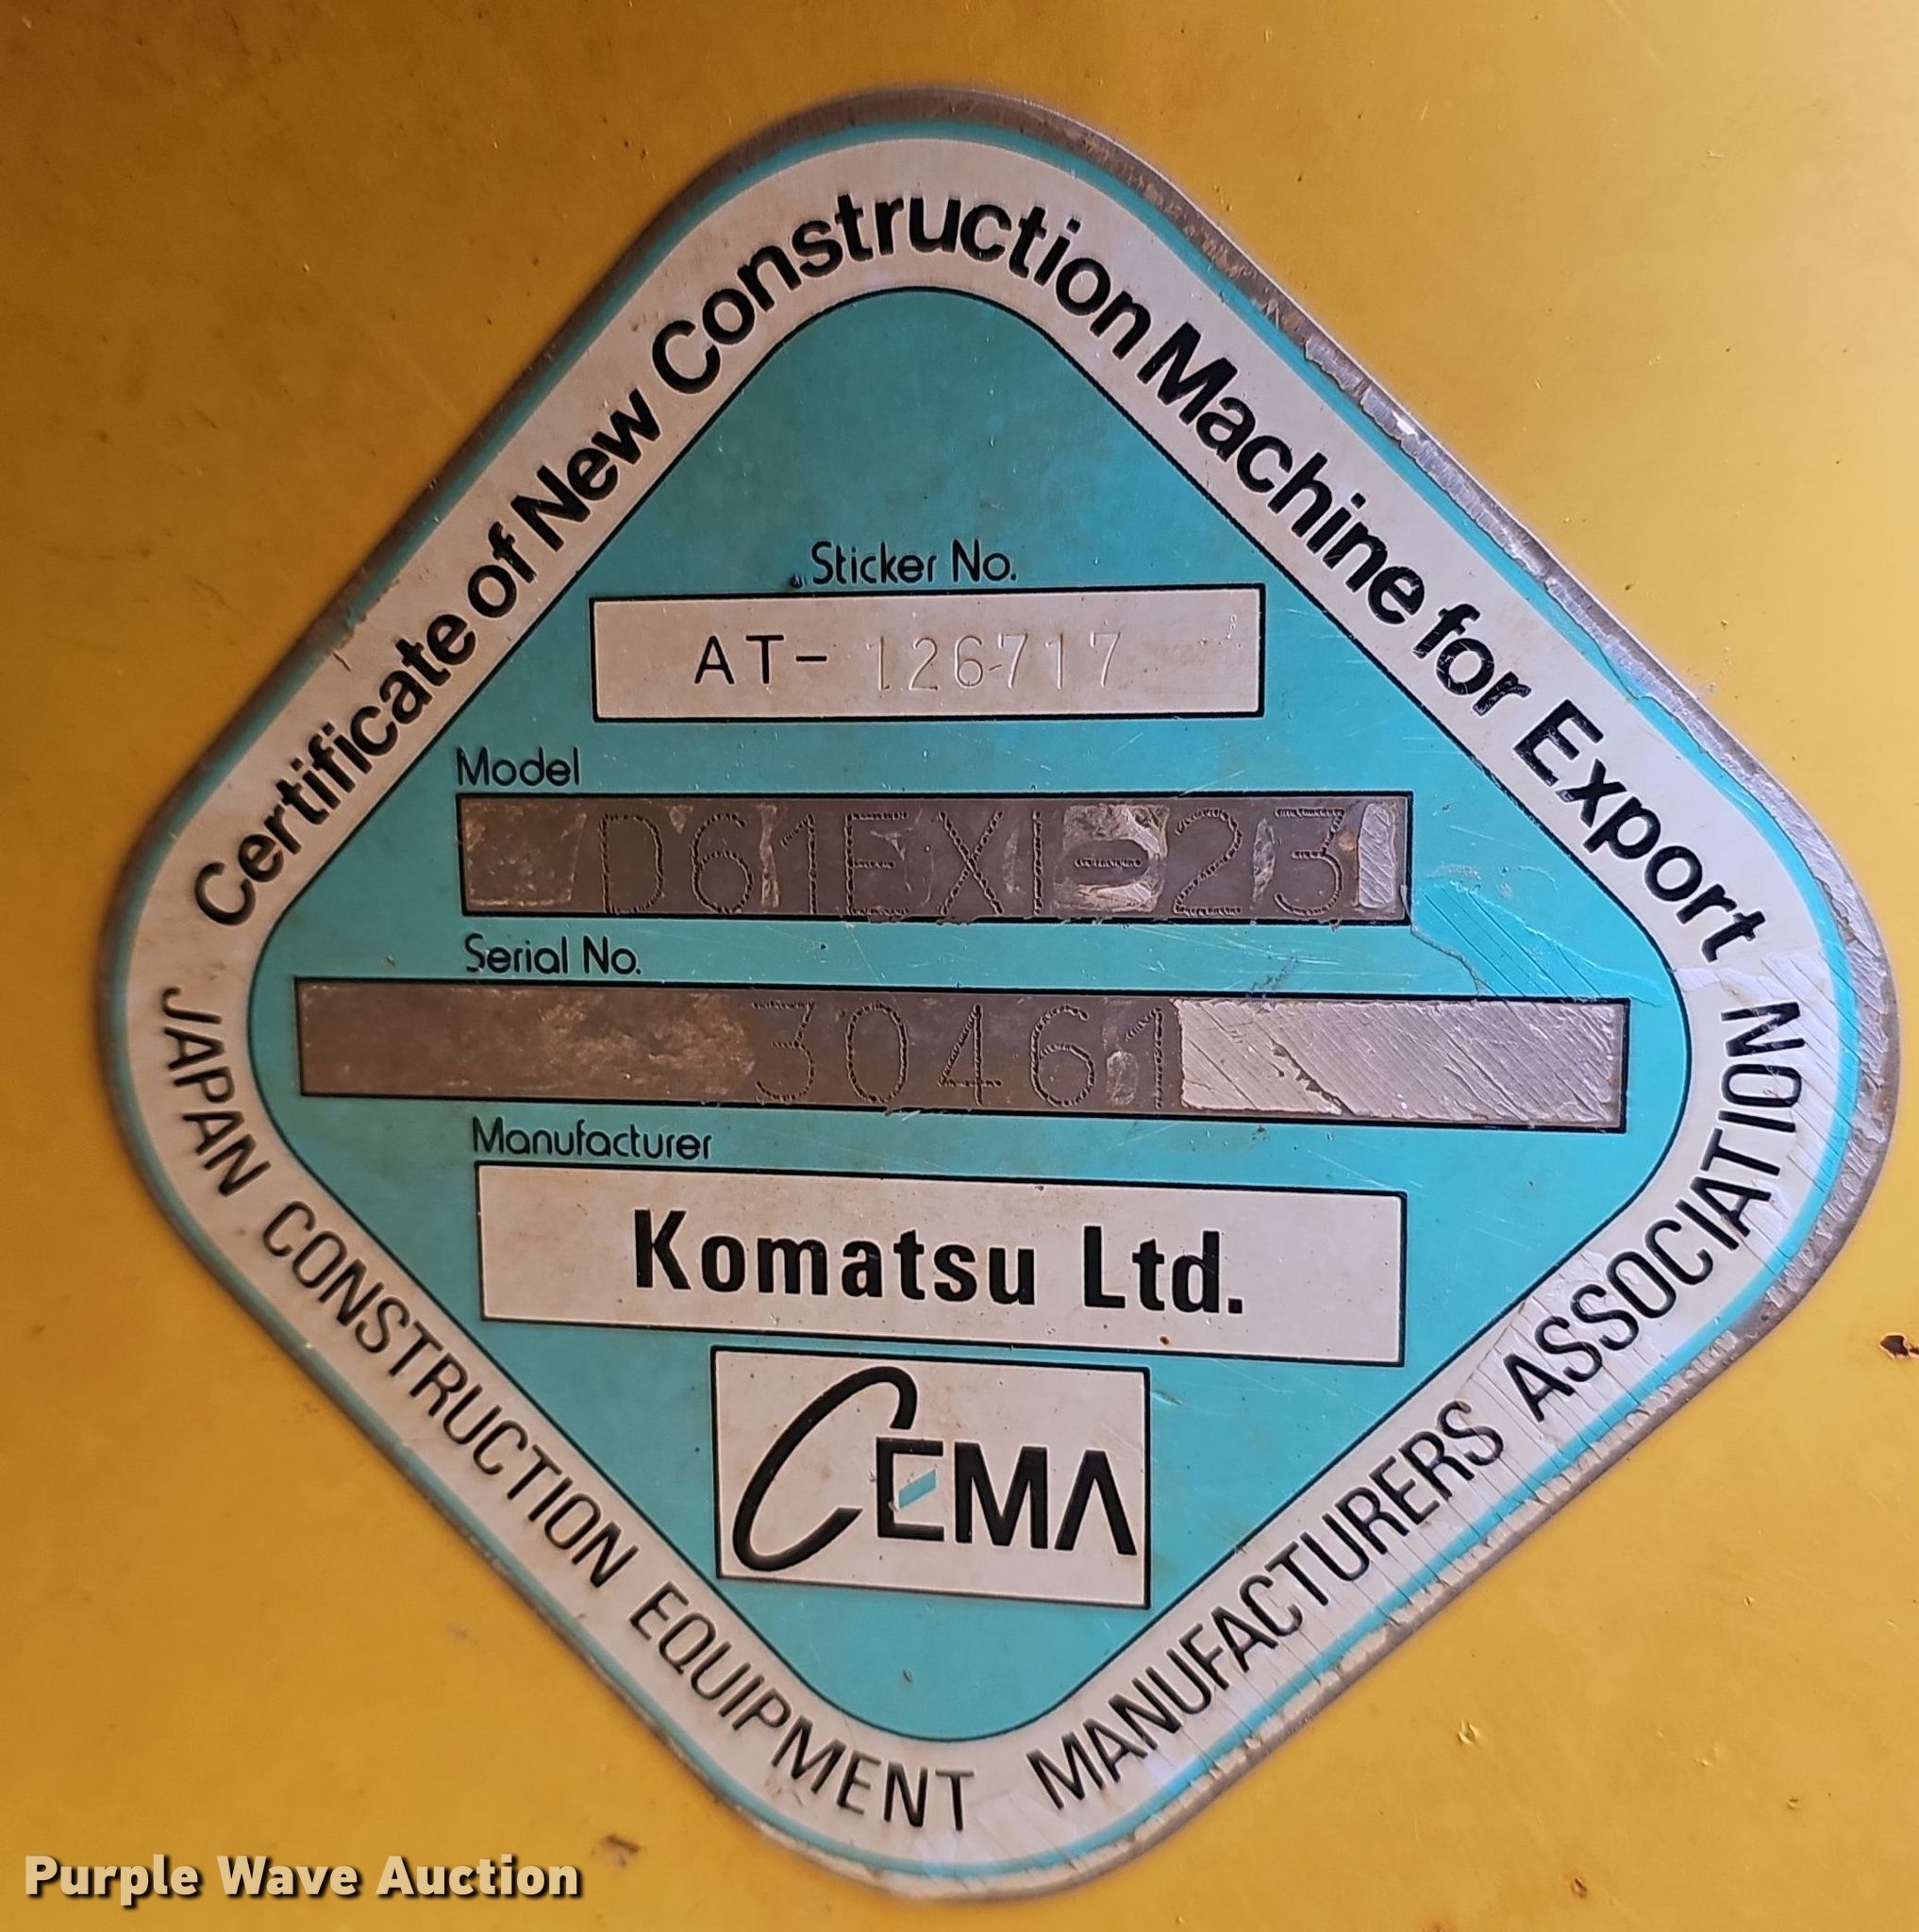 Certificate of New Construction Machine for Export
Sticker No.
AT- 126717
Model
D61EXI-23
Serial No.
30461
Manufacturer
Komatsu Ltd.
CEMA
JAPAN CONSTRUCTION EQUIPMENT MANUFACTURERS ASSOCIATION
Purple Wave Auction